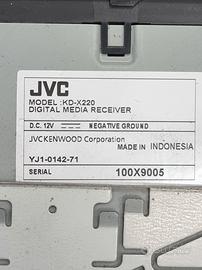 JVC
MODEL :KD-X220
DIGITAL MEDIA RECEIVER
D.C. 12V NEGATIVE GROUND
JVCKENWOOD Corporation
MADE IN INDONESIA
YJ1-0142-71
SERIAL 100X9005